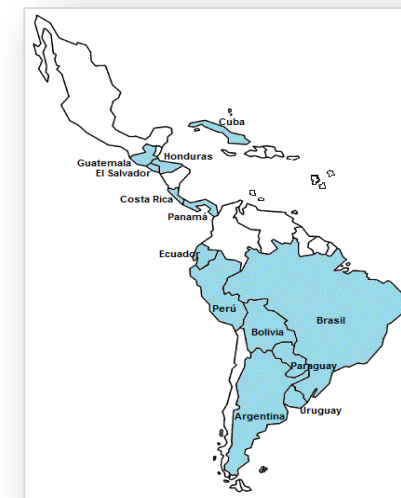 Cuba
Honduras
Guatemala
El Salvador
Costa Rica
Panamá
Ecuador
Perú
Brasil
Bolivia
Paraguay
Uruguay
Argentina